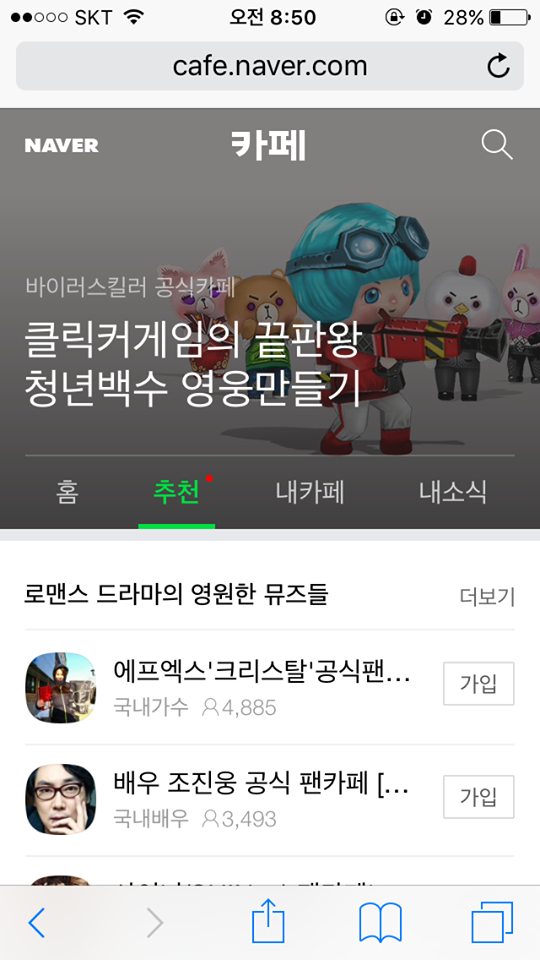 SKT 오전 8:50 28%
cafe.naver.com
NAVER 카페
바이러스킬러 공식카페
클릭커게임의 끝판왕
청년백수 영웅만들기
홈 추천 내카페 내소식
로맨스 드라마의 영원한 뮤즈들 더보기
에프엑스'크리스탈'공식팬... 가입
국내가수 4,885
배우 조진웅 공식 팬카페 [... 가입
국내배우 3,493